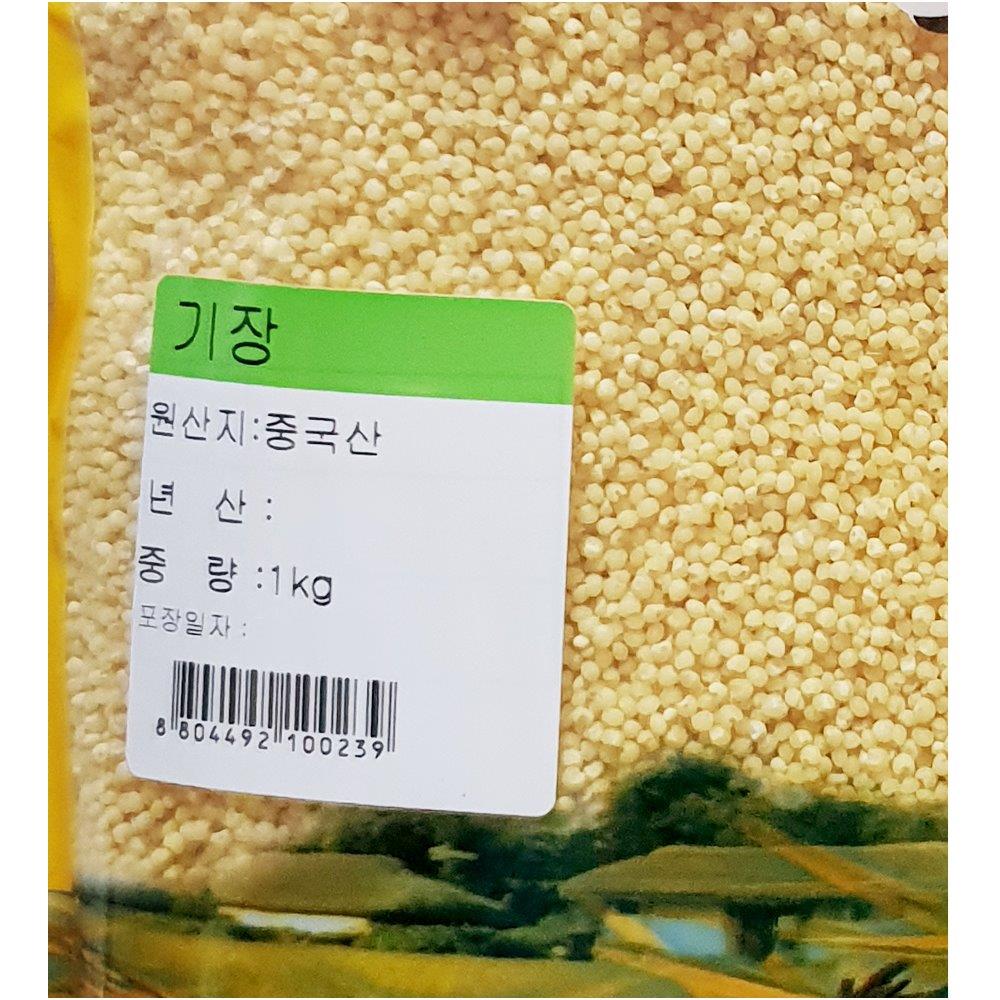 기장
원산지:중국산
년 산 :
중 량 :1kg
포장일자 :
8 804492 100239